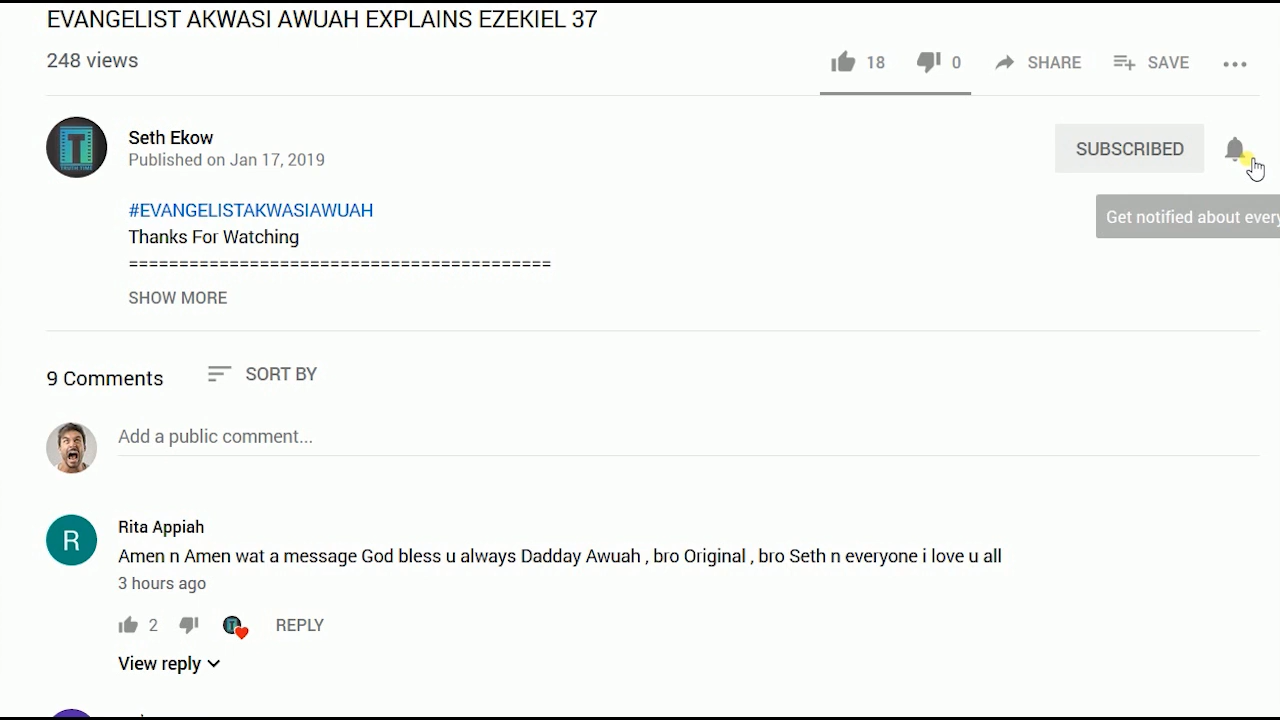 EVANGELIST AKWASI AWUAH EXPLAINS EZEKIEL 37
248 views
18 0 SHARE SAVE
Seth Ekow
Published on Jan 17, 2019
SUBSCRIBED
Get notified about every
#EVANGELISTAKWASIAWUAH
Thanks For Watching
==========================================
SHOW MORE
9 Comments SORT BY
Add a public comment...
R
Rita Appiah
Amen n Amen wat a message God bless u always Dadday Awuah , bro Original , bro Seth n everyone i love u all
3 hours ago
2 REPLY
View reply